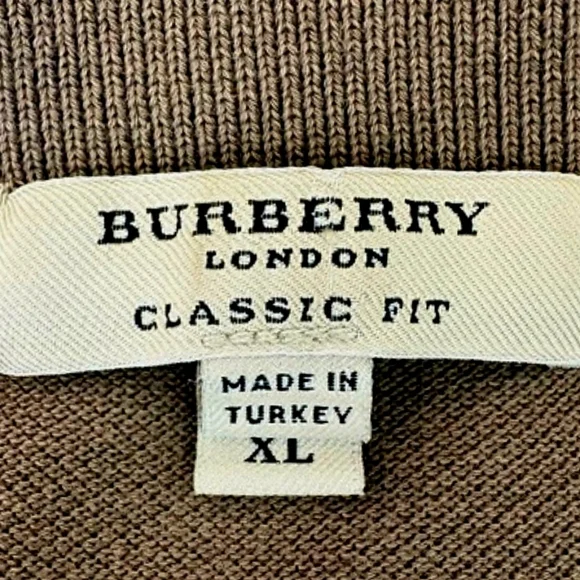 BURBERRY
LONDON
CLASSIC FIT
MADE IN
TURKEY
XL